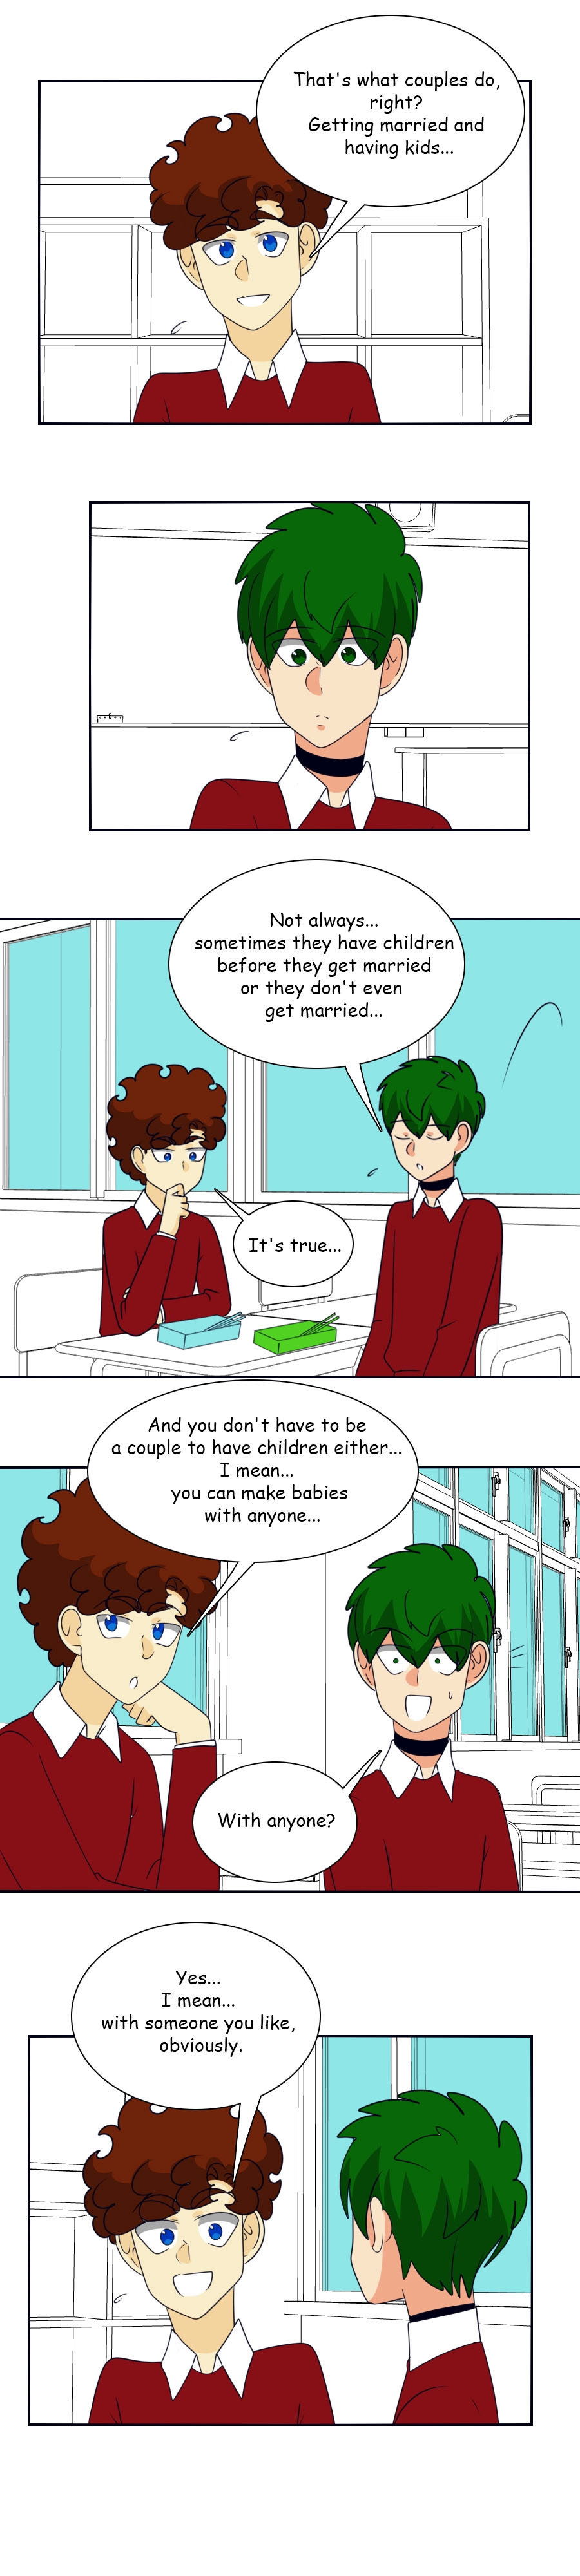 That's what couples do,
right?
Getting married and
having kids...
Not always...
sometimes they have children
before they get married
or they don't even
get married...
It's true...
And you don't have to be
a couple to have children either...
I mean...
you can make babies
with anyone...
With anyone?
Yes...
I mean...
with someone you like,
obviously.